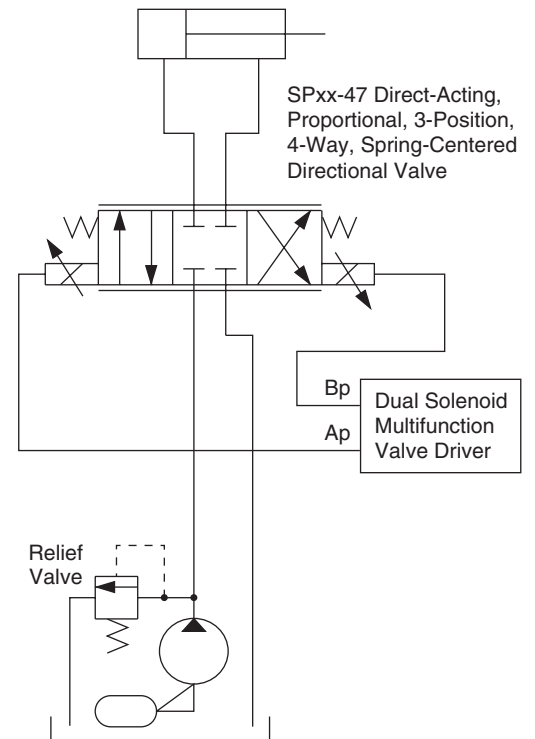 SPxx-47 Direct-Acting,
Proportional, 3-Position,
4-Way, Spring-Centered
Directional Valve
Bp
Ap
Dual Solenoid
Multifunction
Valve Driver
Relief
Valve